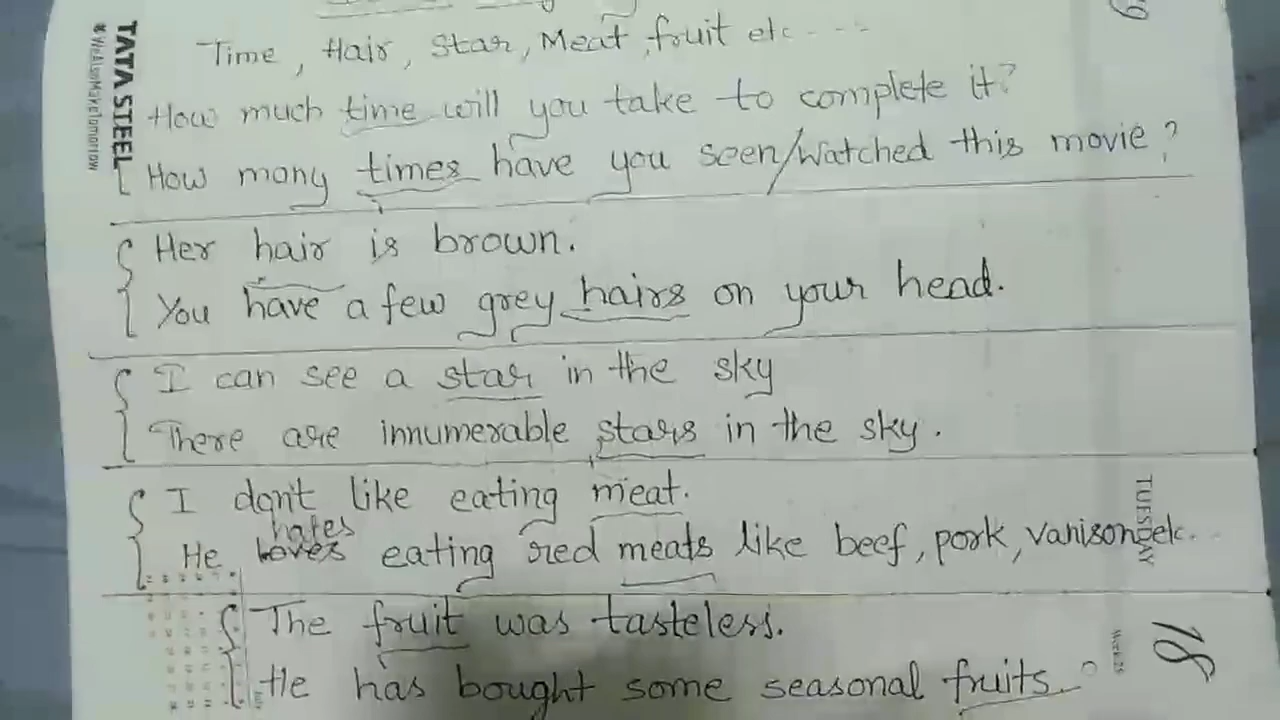 Time, Hair, Star, Meat, fruit etc - - -
How much time will you take to complete it?
How many times have you seen/watched this movie?
Her hair is brown.
You have a few grey hairs on your head.
I can see a star in the sky
There are innumerable stars in the sky.
I don't like eating meat.
hates
He loves eating red meats like beef, pork, vanison etc...
The fruit was tasteless.
He has bought some seasonal fruits.
TATA STEEL
#WeAlsoMakeTomorrow
TUESDAY
18